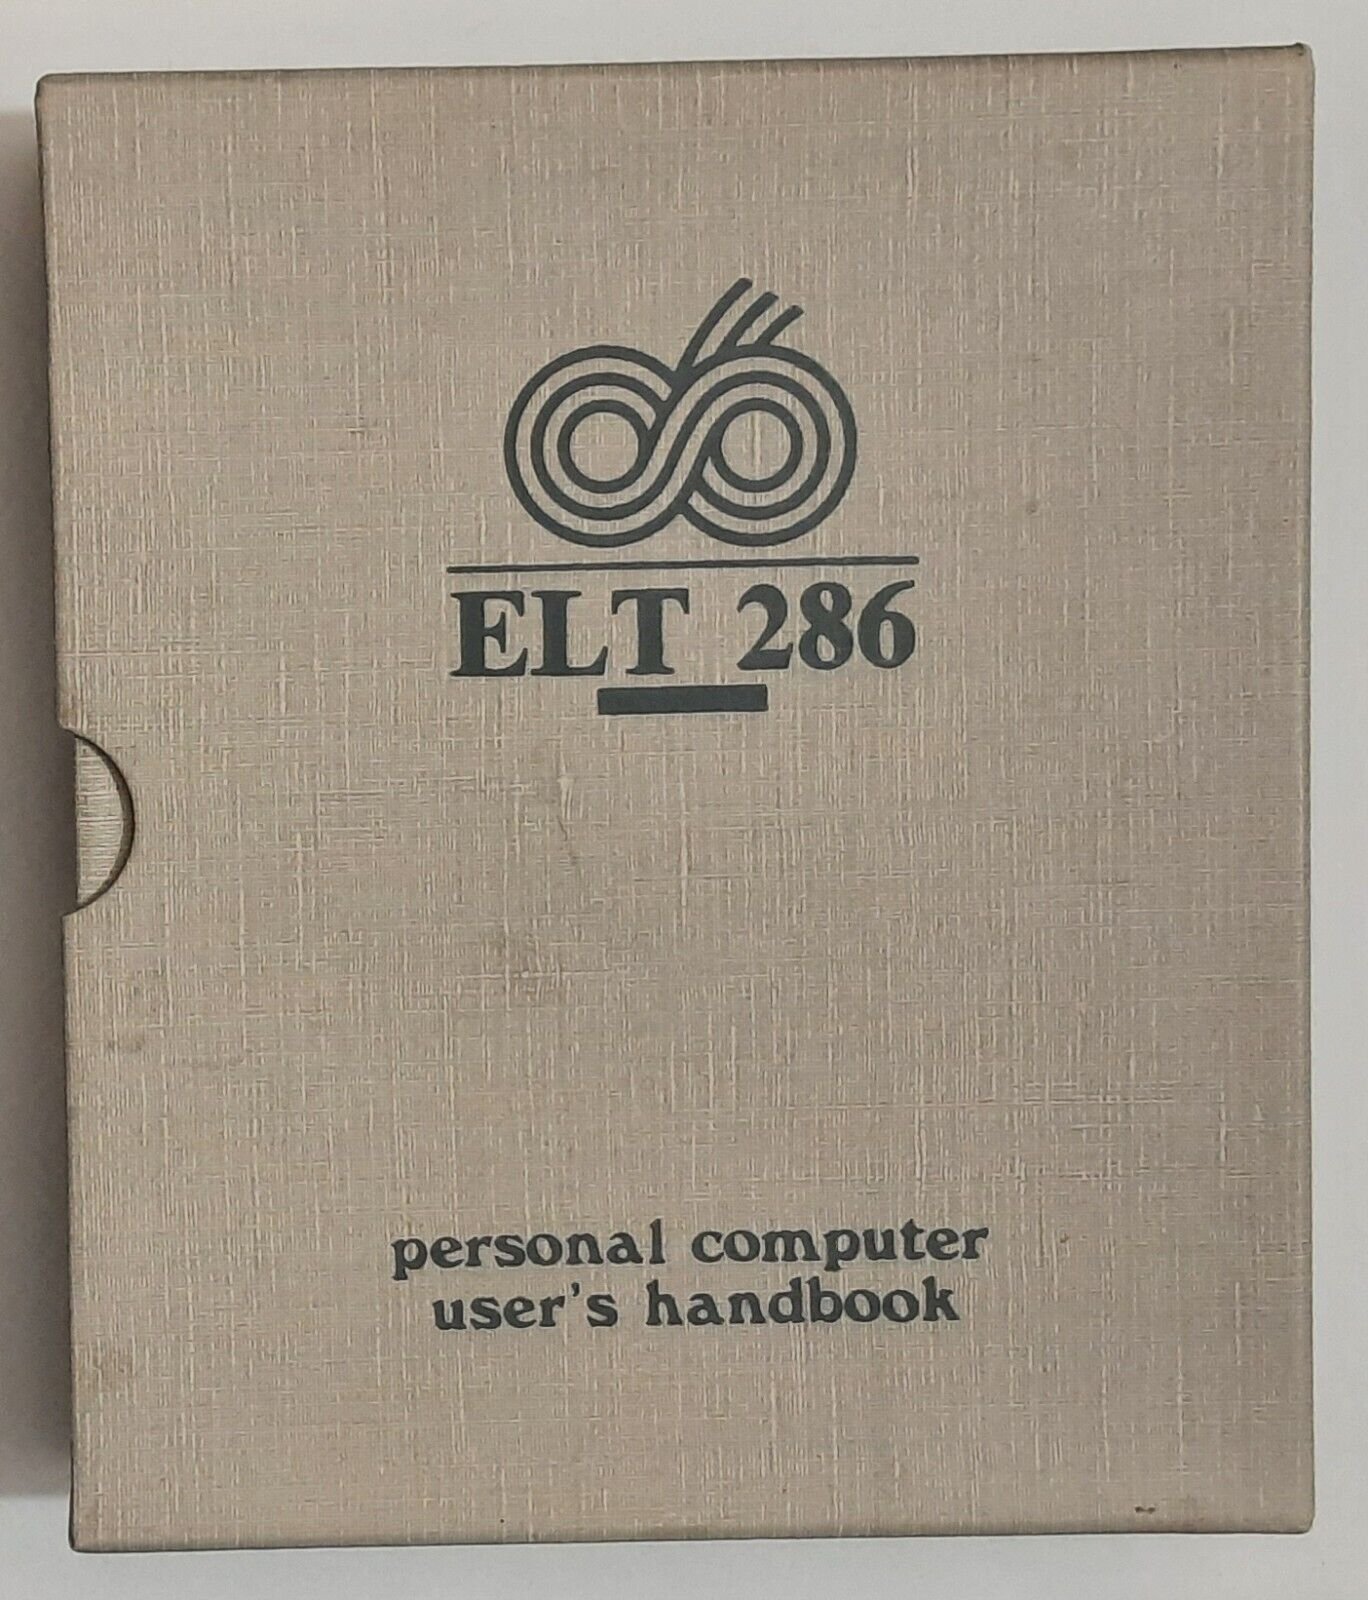 ELT 286
personal computer
user's handbook